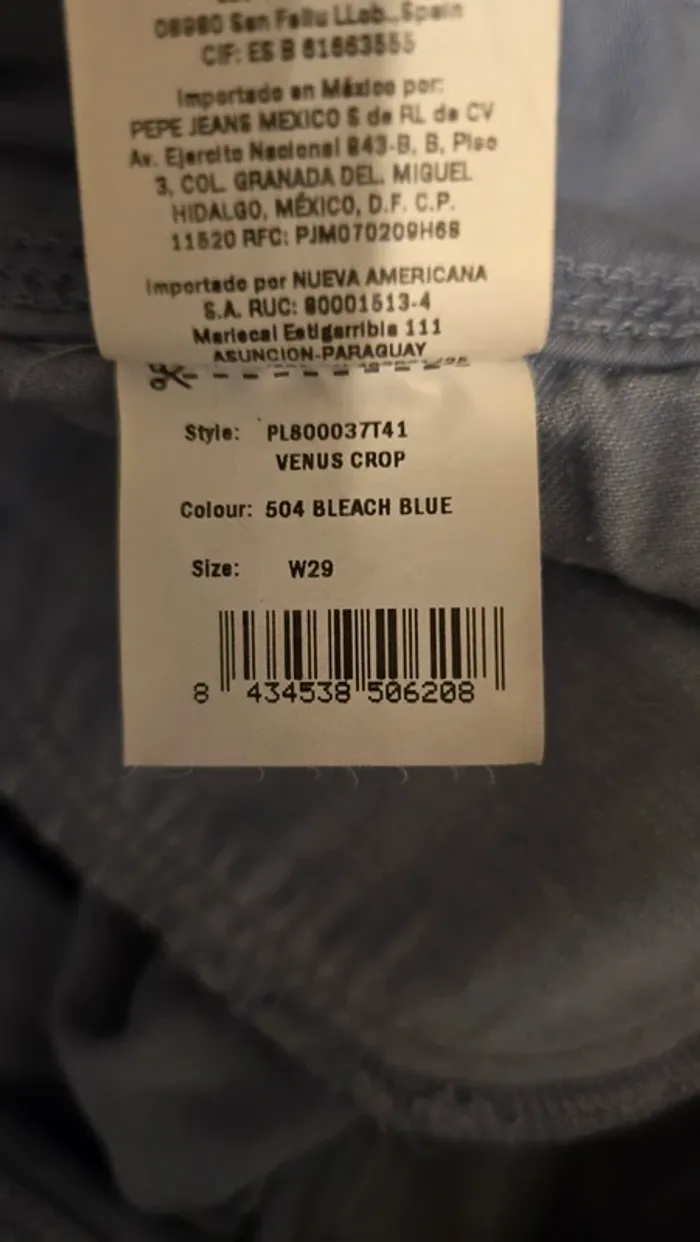 08980 San Feliu LLob., Spain
CIF: ES B 61663555
Importado en México por:
PEPE JEANS MEXICO S de RL de CV
Av. Ejercito Nacional 843-B, B, Piso
3, COL. GRANADA DEL. MIGUEL
HIDALGO, MÉXICO, D.F. C.P.
11520 RFC: PJM070209H68
Importado por NUEVA AMERICANA
S.A. RUC: 80001513-4
Mariscal Estigarribia 111
ASUNCION-PARAGUAY
Style: PL800037T41
VENUS CROP
Colour: 504 BLEACH BLUE
Size: W29
8 434538 506208